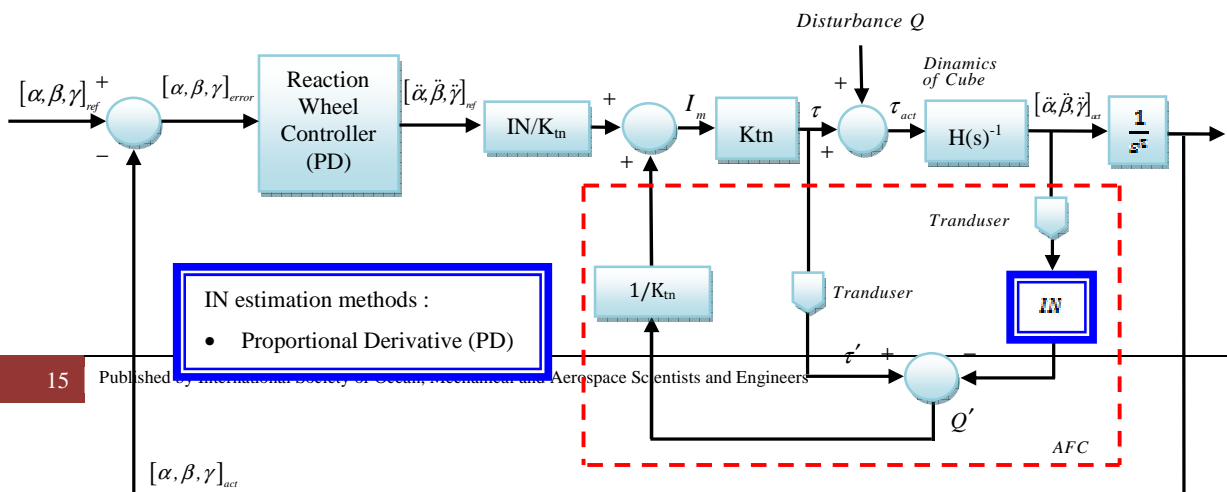 Disturbance Q
Dinamics
of Cube
[α, β, γ]ref
+
−
[α, β, γ]error
Reaction
Wheel
Controller
(PD)
[α̈, β̈, γ̈]ref
IN/Ktn
+
+
Im
Ktn
τ
+
+
τact
H(s)-1
[α̈, β̈, γ̈]act
1
s²
Tranduser
1/Ktn
Tranduser
IN
IN estimation methods :
• Proportional Derivative (PD)
τ′
+
−
15 Published by International Society of Ocean, Mechanical and Aerospace Scientists and Engineers
Q′
AFC
[α, β, γ]act